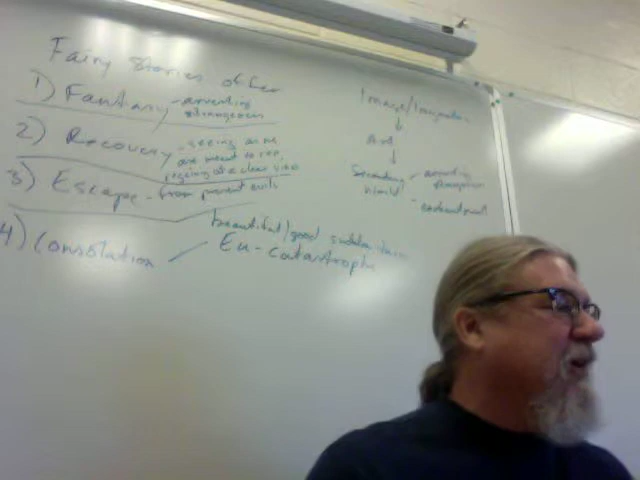 Fairy Stories offer
1) Fantasy - arresting
strangeness
2) Recovery - seeing as we
are meant to see,
regaining of a clear view
3) Escape - from present evils
beautiful/good sudden turn
4) Consolation Eu-catastrophe
Image/Imagination
Art
Secondary World - arresting
- enchantment